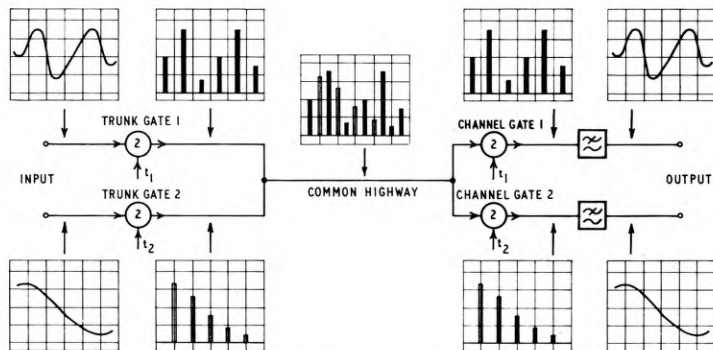 TRUNK GATE 1
CHANNEL GATE 1
2
2
t1
t1
INPUT
TRUNK GATE 2
COMMON HIGHWAY
CHANNEL GATE 2
OUTPUT
2
2
t2
t2